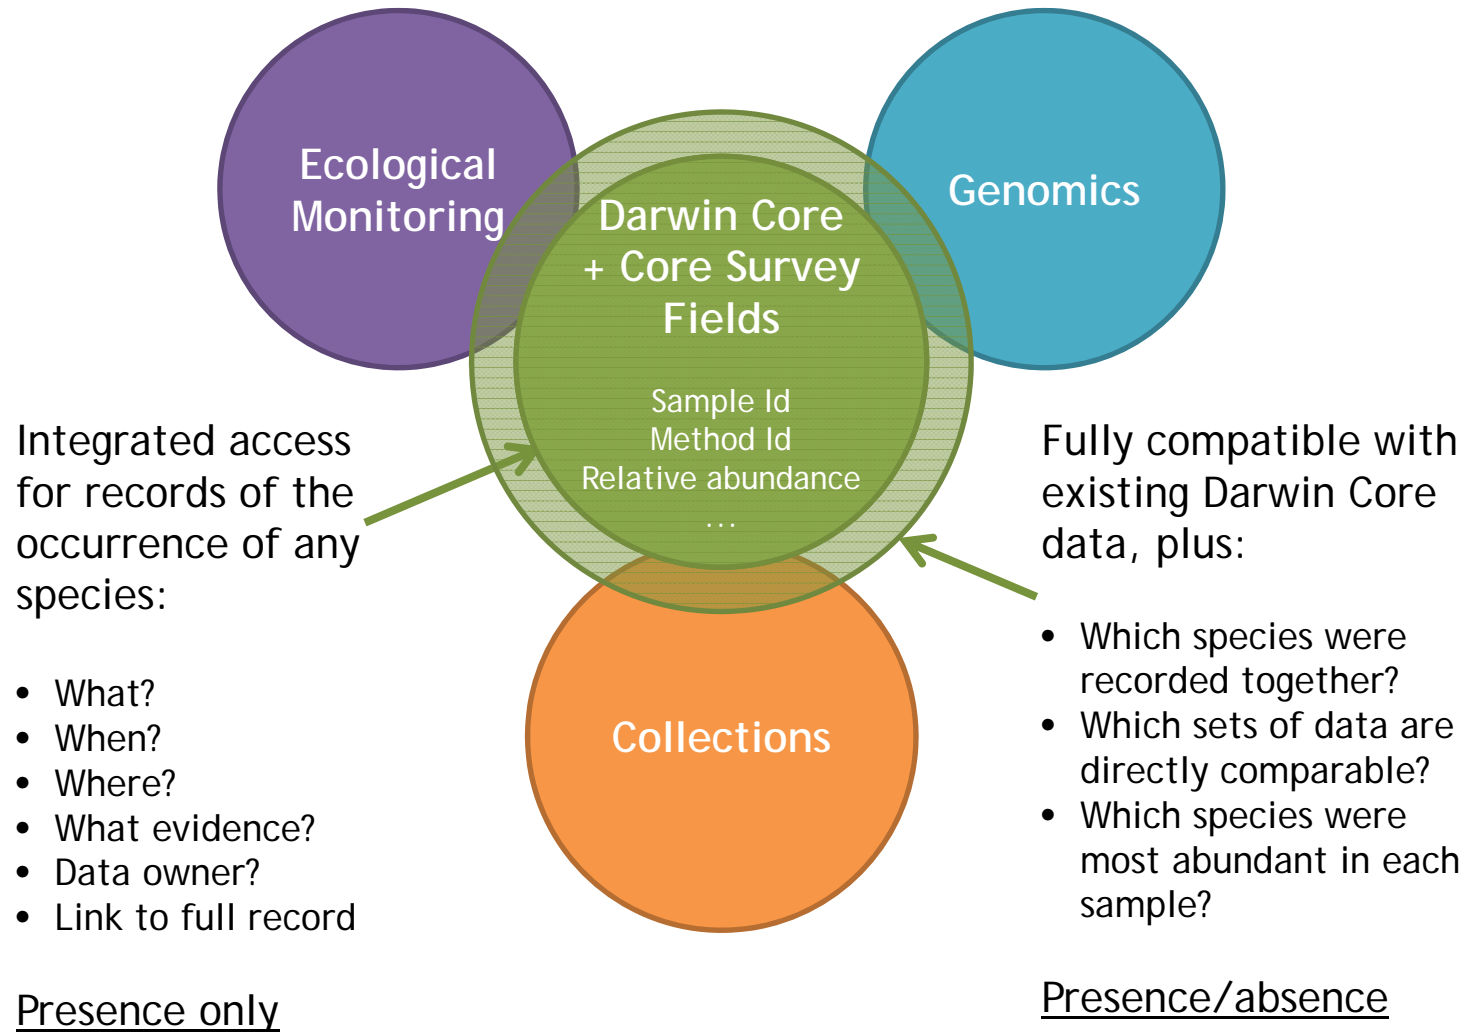 Ecological
Monitoring
Genomics
Darwin Core
+ Core Survey
Fields
Sample Id
Method Id
Relative abundance
...
Collections
Integrated access
for records of the
occurrence of any
species:
• What?
• When?
• Where?
• What evidence?
• Data owner?
• Link to full record
Presence only
Fully compatible with
existing Darwin Core
data, plus:
• Which species were
recorded together?
• Which sets of data are
directly comparable?
• Which species were
most abundant in each
sample?
Presence/absence